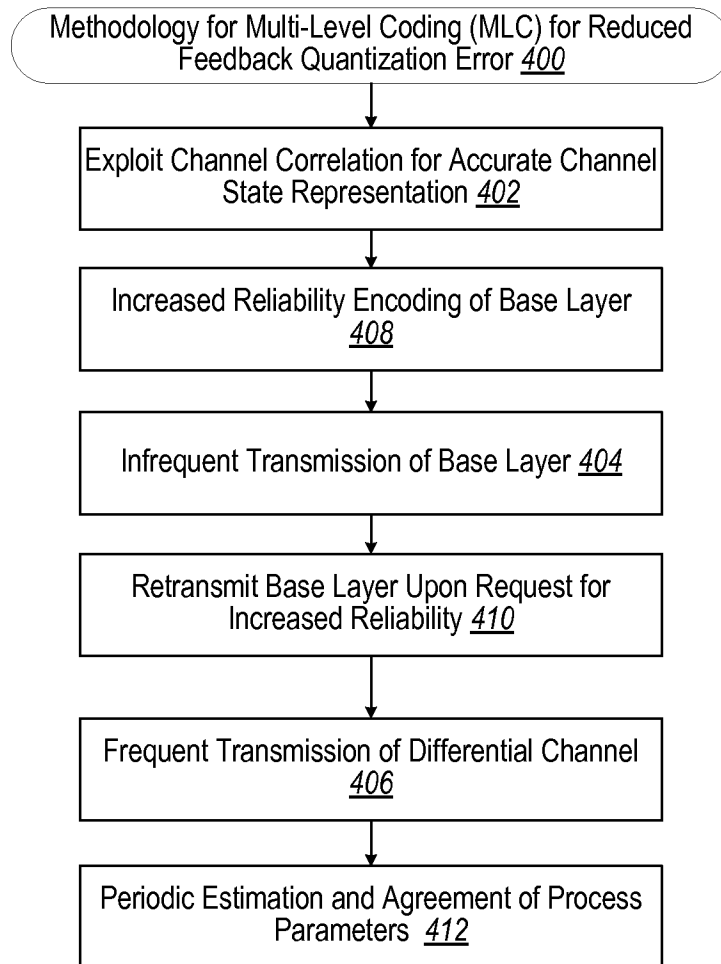 Methodology for Multi-Level Coding (MLC) for Reduced
Feedback Quantization Error 400
Exploit Channel Correlation for Accurate Channel
State Representation 402
Increased Reliability Encoding of Base Layer
408
Infrequent Transmission of Base Layer 404
Retransmit Base Layer Upon Request for
Increased Reliability 410
Frequent Transmission of Differential Channel
406
Periodic Estimation and Agreement of Process
Parameters 412